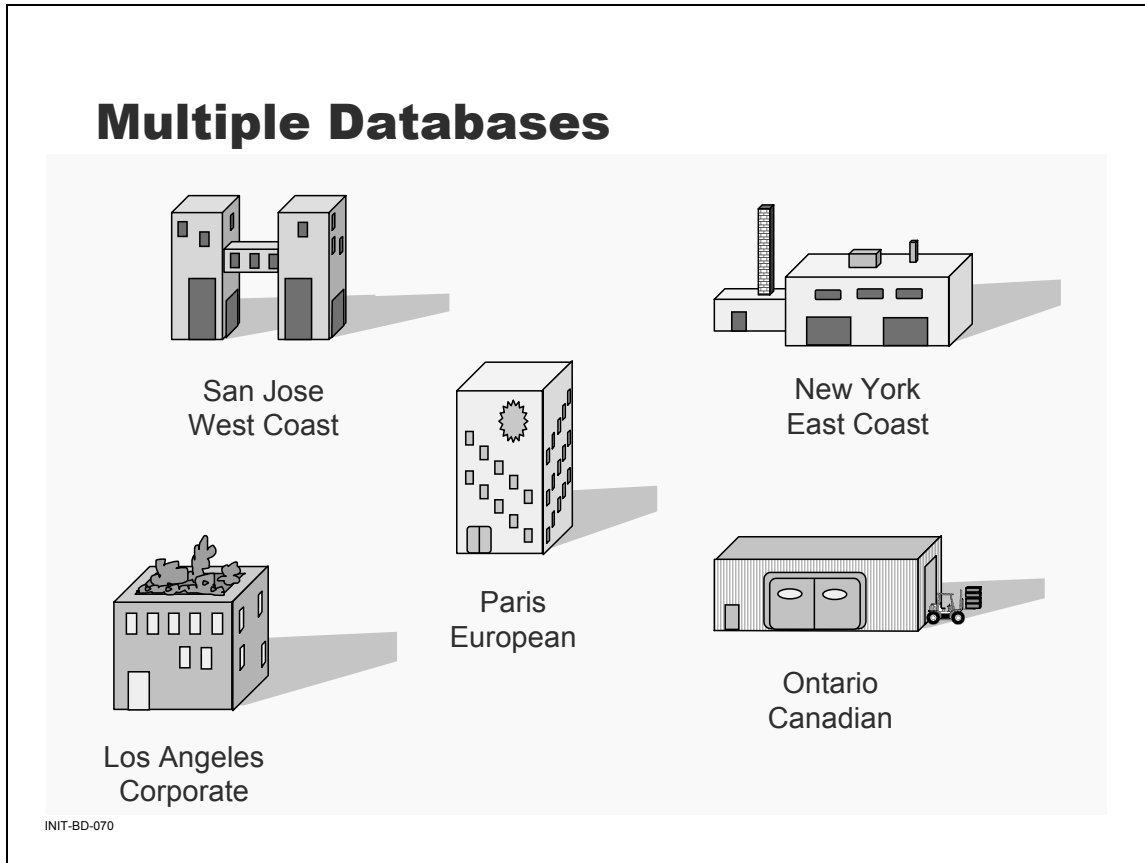 Multiple Databases
San Jose
West Coast
New York
East Coast
Paris
European
Ontario
Canadian
Los Angeles
Corporate
INIT-BD-070